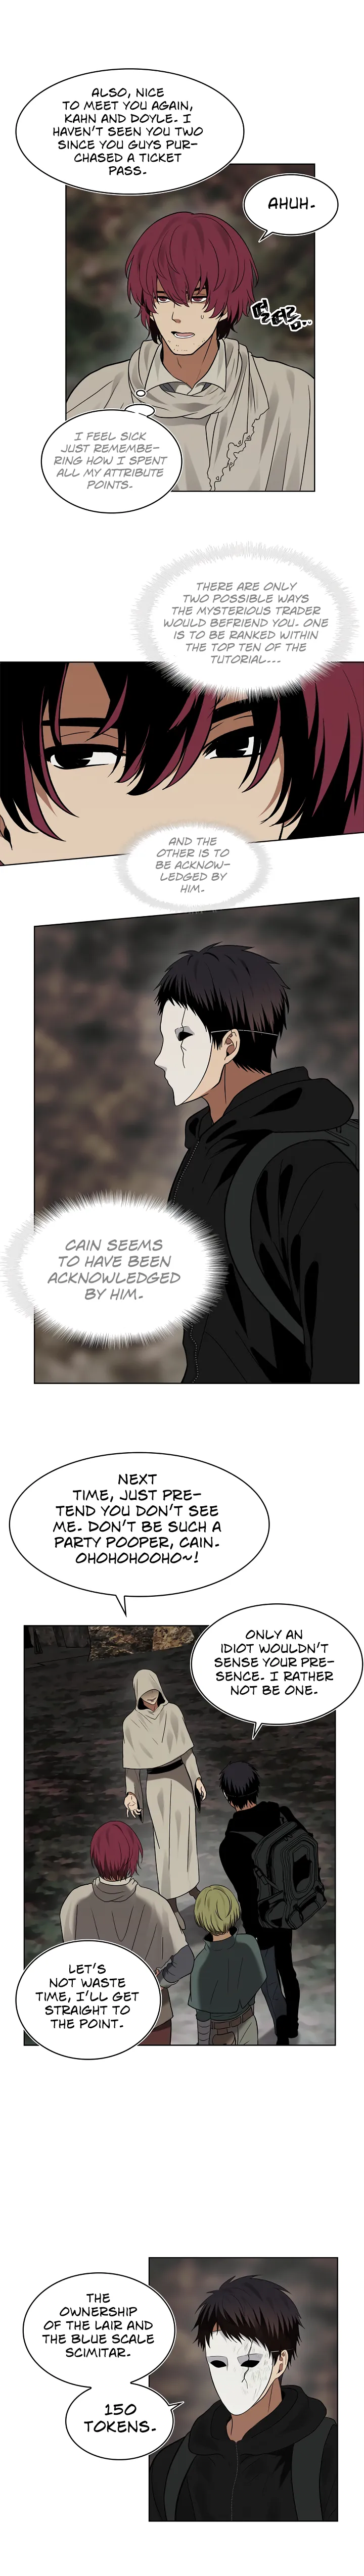 ALSO, NICE
TO MEET YOU AGAIN,
KAHN AND DOYLE. I
HAVEN'T SEEN YOU TWO
SINCE YOU GUYS PUR-
CHASED A TICKET
PASS.
AHUH.
I FEEL SICK
JUST REMEMBE-
RING HOW I SPENT
ALL MY ATTRIBUTE
POINTS.
THERE ARE ONLY
TWO POSSIBLE WAYS
THE MYSTERIOUS TRADER
WOULD BEFRIEND YOU. ONE
IS TO BE RANKED WITHIN
THE TOP TEN OF THE
TUTORIAL...
AND THE
OTHER IS TO
BE ACKNOW-
LEDGED BY
HIM.
CAIN SEEMS
TO HAVE BEEN
ACKNOWLEDGED
BY HIM.
NEXT
TIME, JUST PRE-
TEND YOU DON'T SEE
ME. DON'T BE SUCH A
PARTY POOPER, CAIN.
OHOHOHOOHO~!
ONLY AN
IDIOT WOULDN'T
SENSE YOUR PRE-
SENCE. I RATHER
NOT BE ONE.
LET'S
NOT WASTE
TIME, I'LL GET
STRAIGHT TO
THE POINT.
THE
OWNERSHIP
OF THE LAIR AND
THE BLUE SCALE
SCIMITAR.
150
TOKENS.